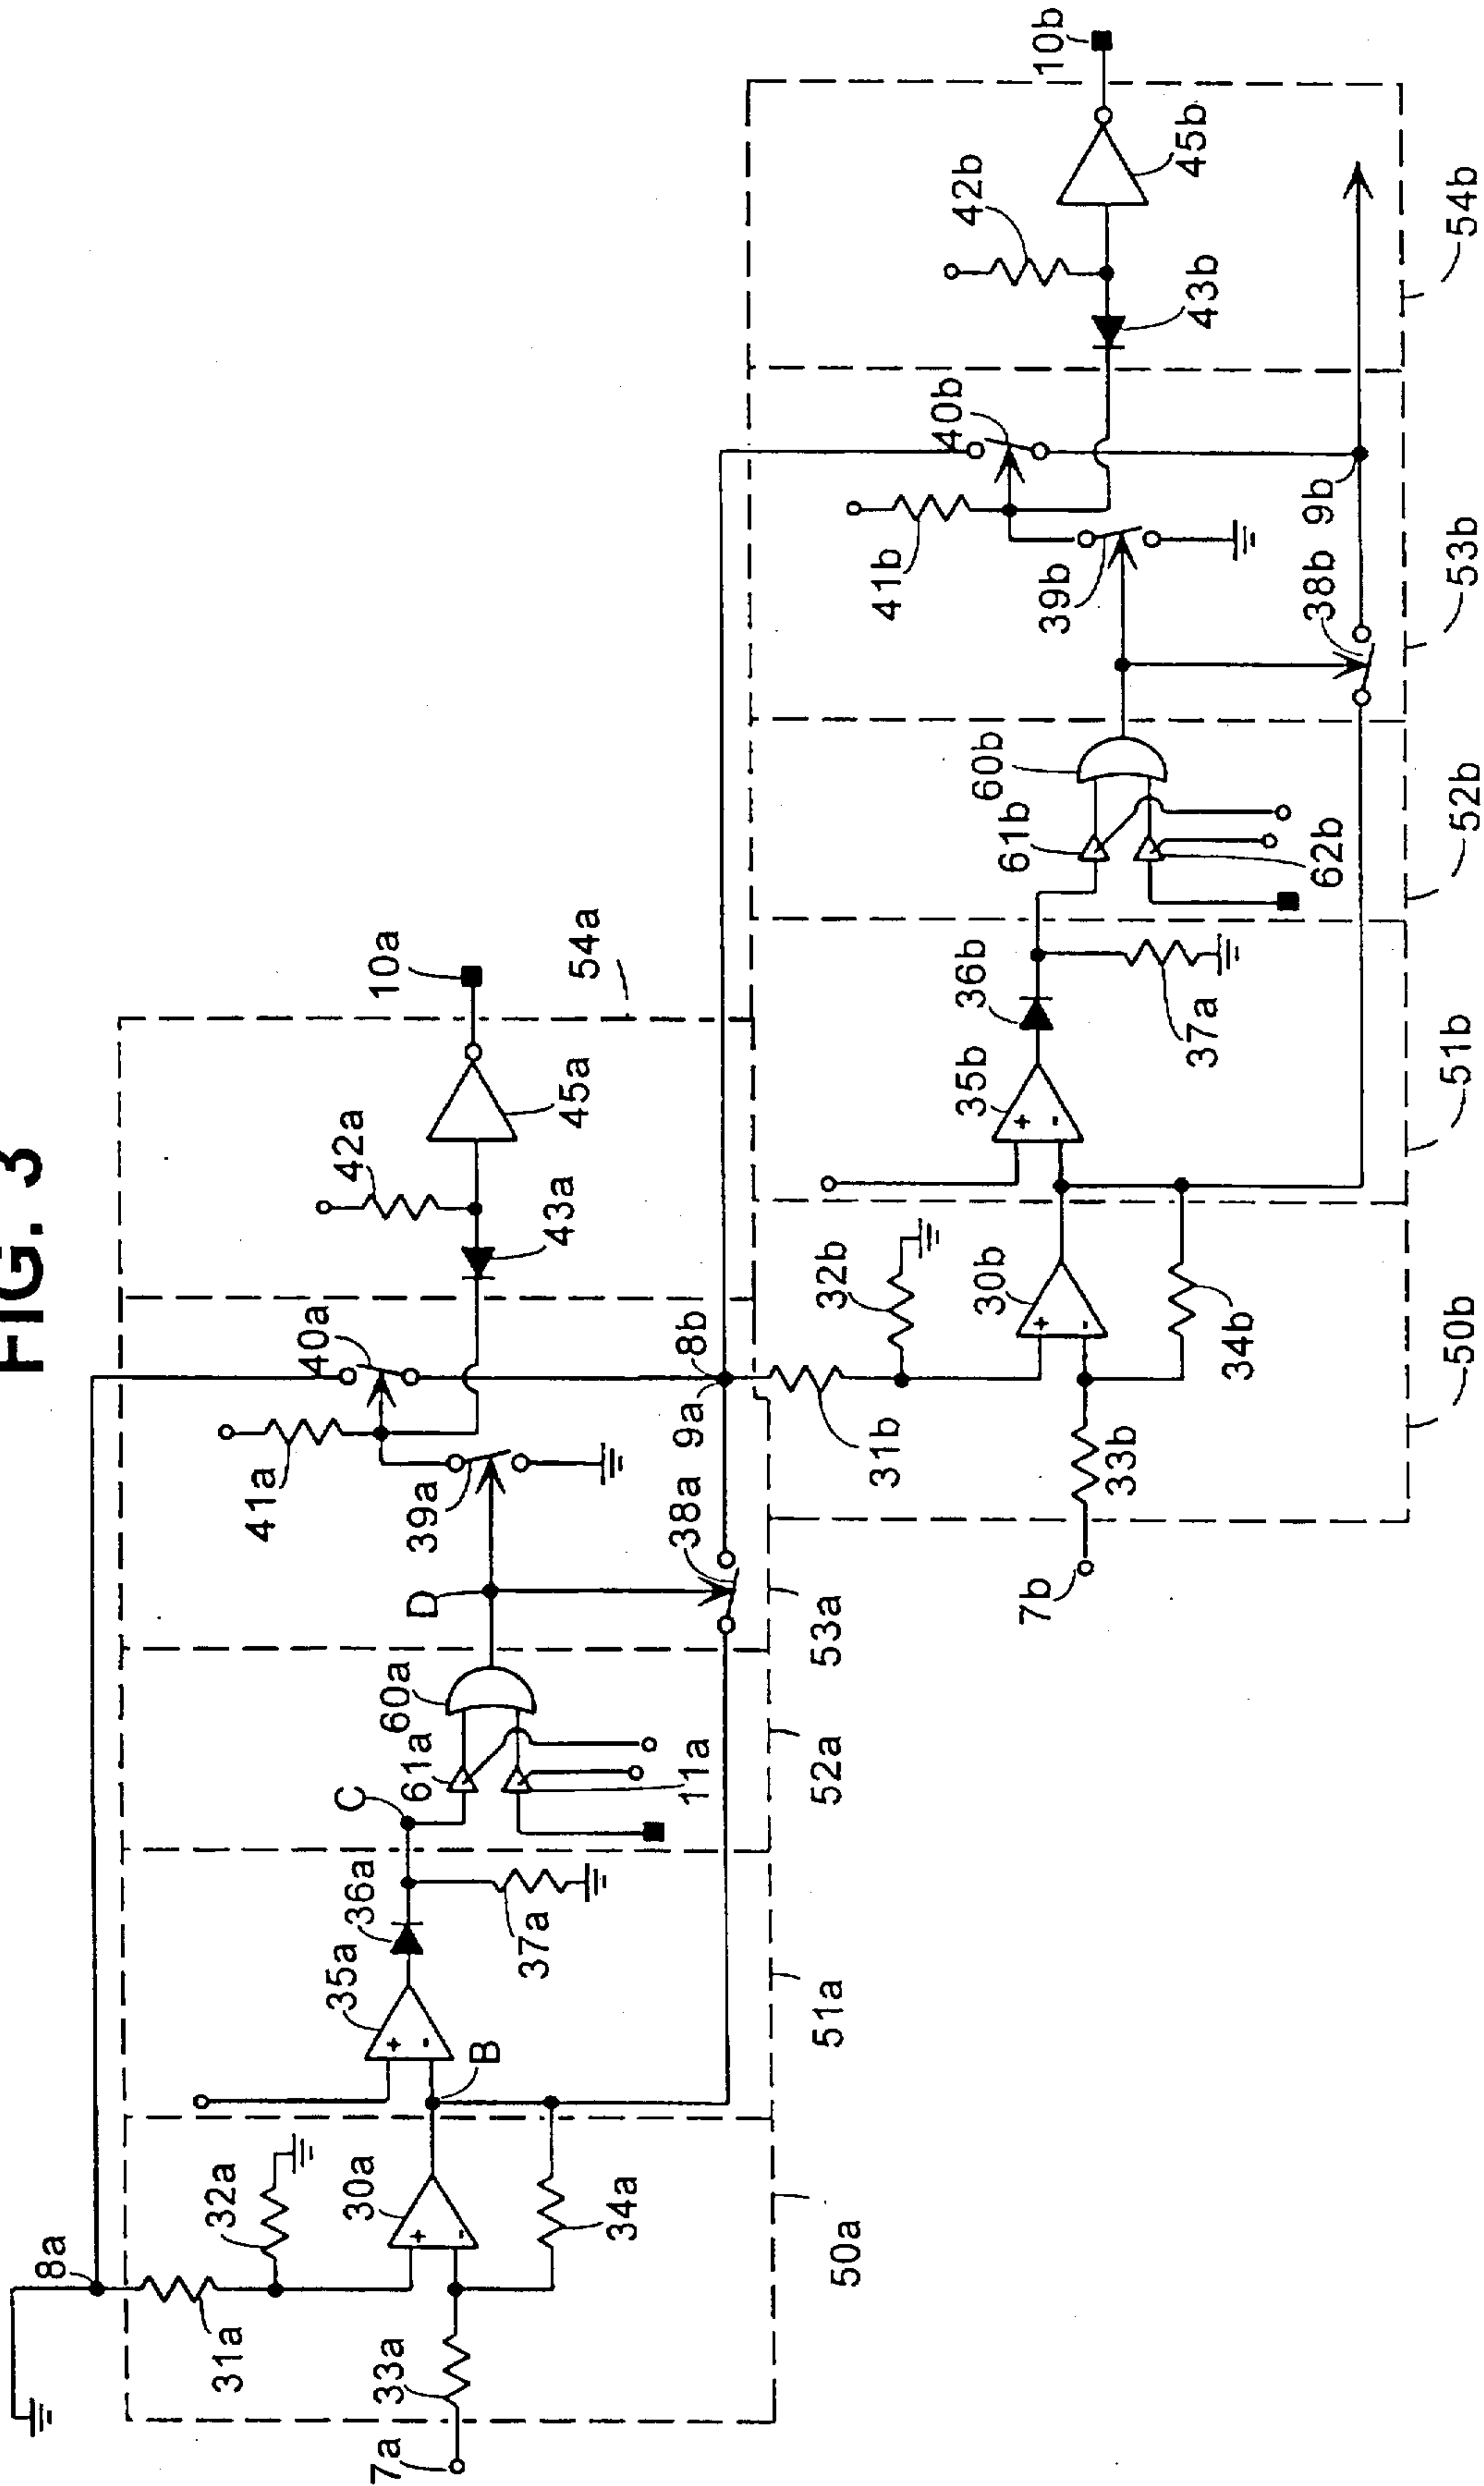 FIG. 3
8a
31a
32a
33a
7a
30a
34a
50a
35a
B
36a
37a
51a
C
61a
60a
11a
52a
D
41a
39a
40a
38a
53a
9a
8b
42a
43a
45a
10a
54a
7b
33b
31b
32b
30b
34b
50b
35b
36b
37a
51b
61b
60b
62b
52b
41b
39b
40b
38b
9b
53b
42b
43b
45b
10b
54b
+
-
+
-
+
-
+
-